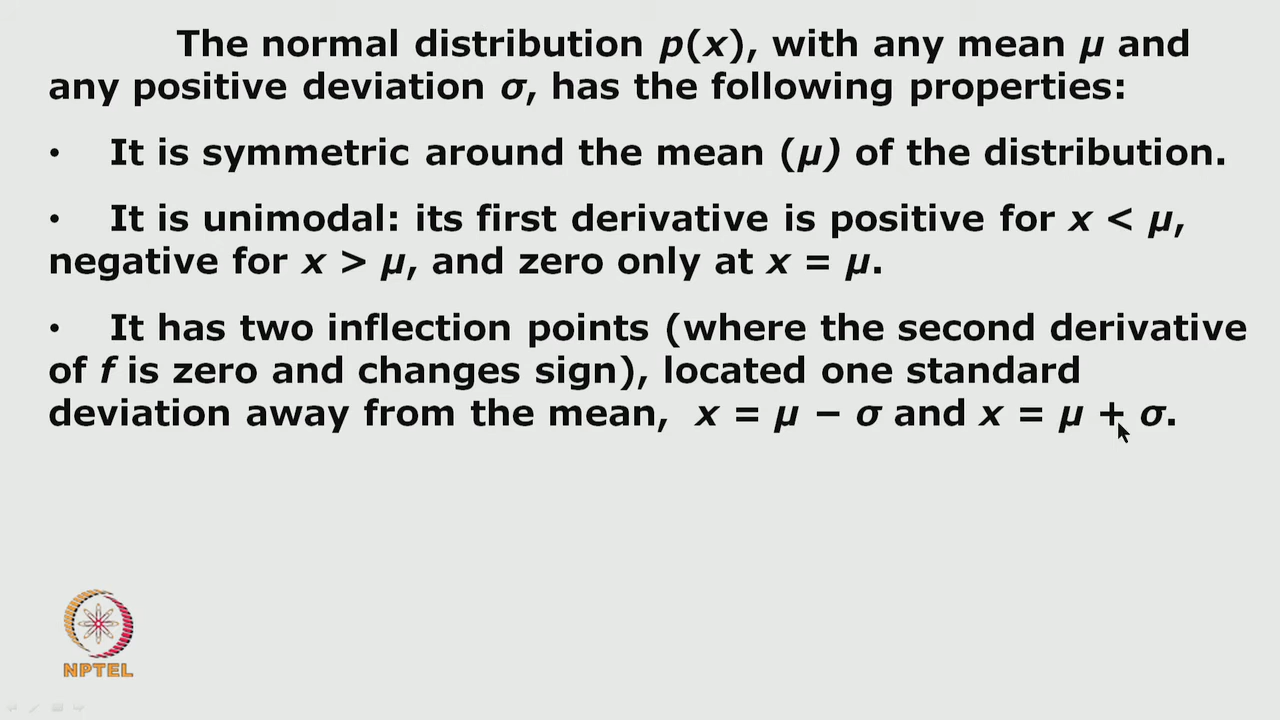 The normal distribution p(x), with any mean μ and
any positive deviation σ, has the following properties:
• It is symmetric around the mean (μ) of the distribution.
• It is unimodal: its first derivative is positive for x < μ,
negative for x > μ, and zero only at x = μ.
• It has two inflection points (where the second derivative
of f is zero and changes sign), located one standard
deviation away from the mean, x = μ − σ and x = μ + σ.
NPTEL